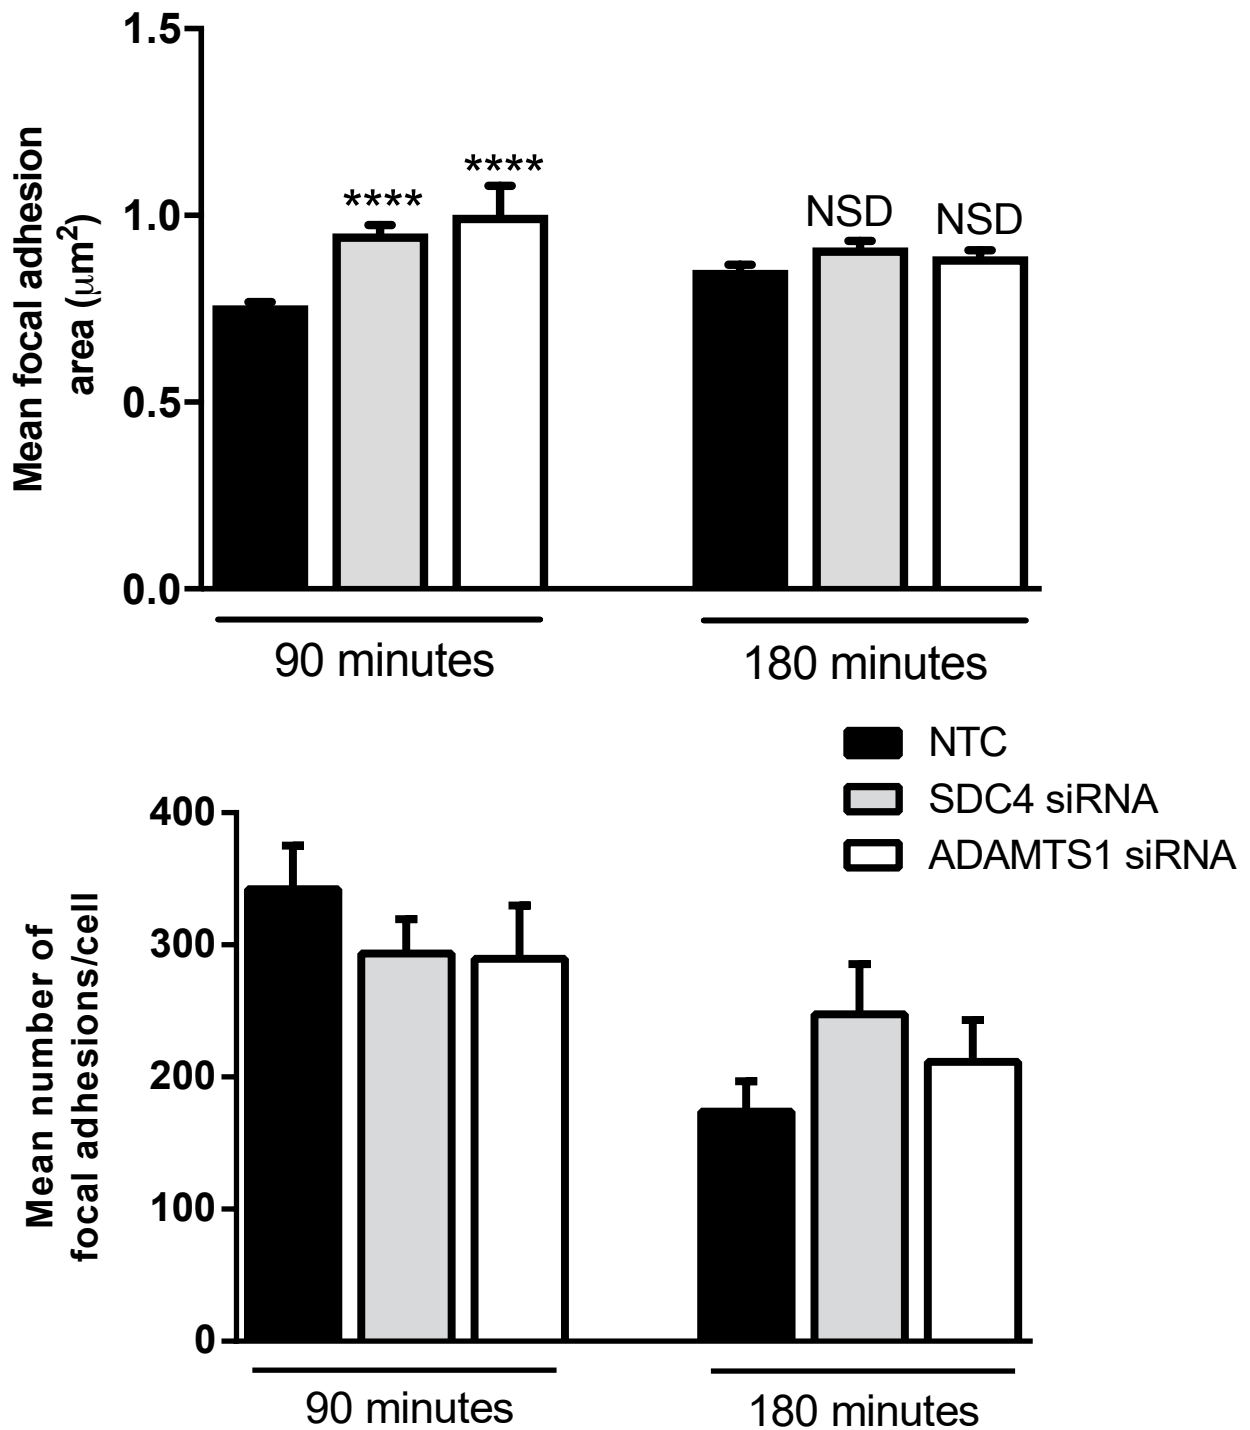 1.5
1.0
0.5
0.0
Mean focal adhesion
area (μm²)
****
****
NSD
NSD
90 minutes
180 minutes
NTC
SDC4 siRNA
ADAMTS1 siRNA
400
300
200
100
0
Mean number of
focal adhesions/cell
90 minutes
180 minutes